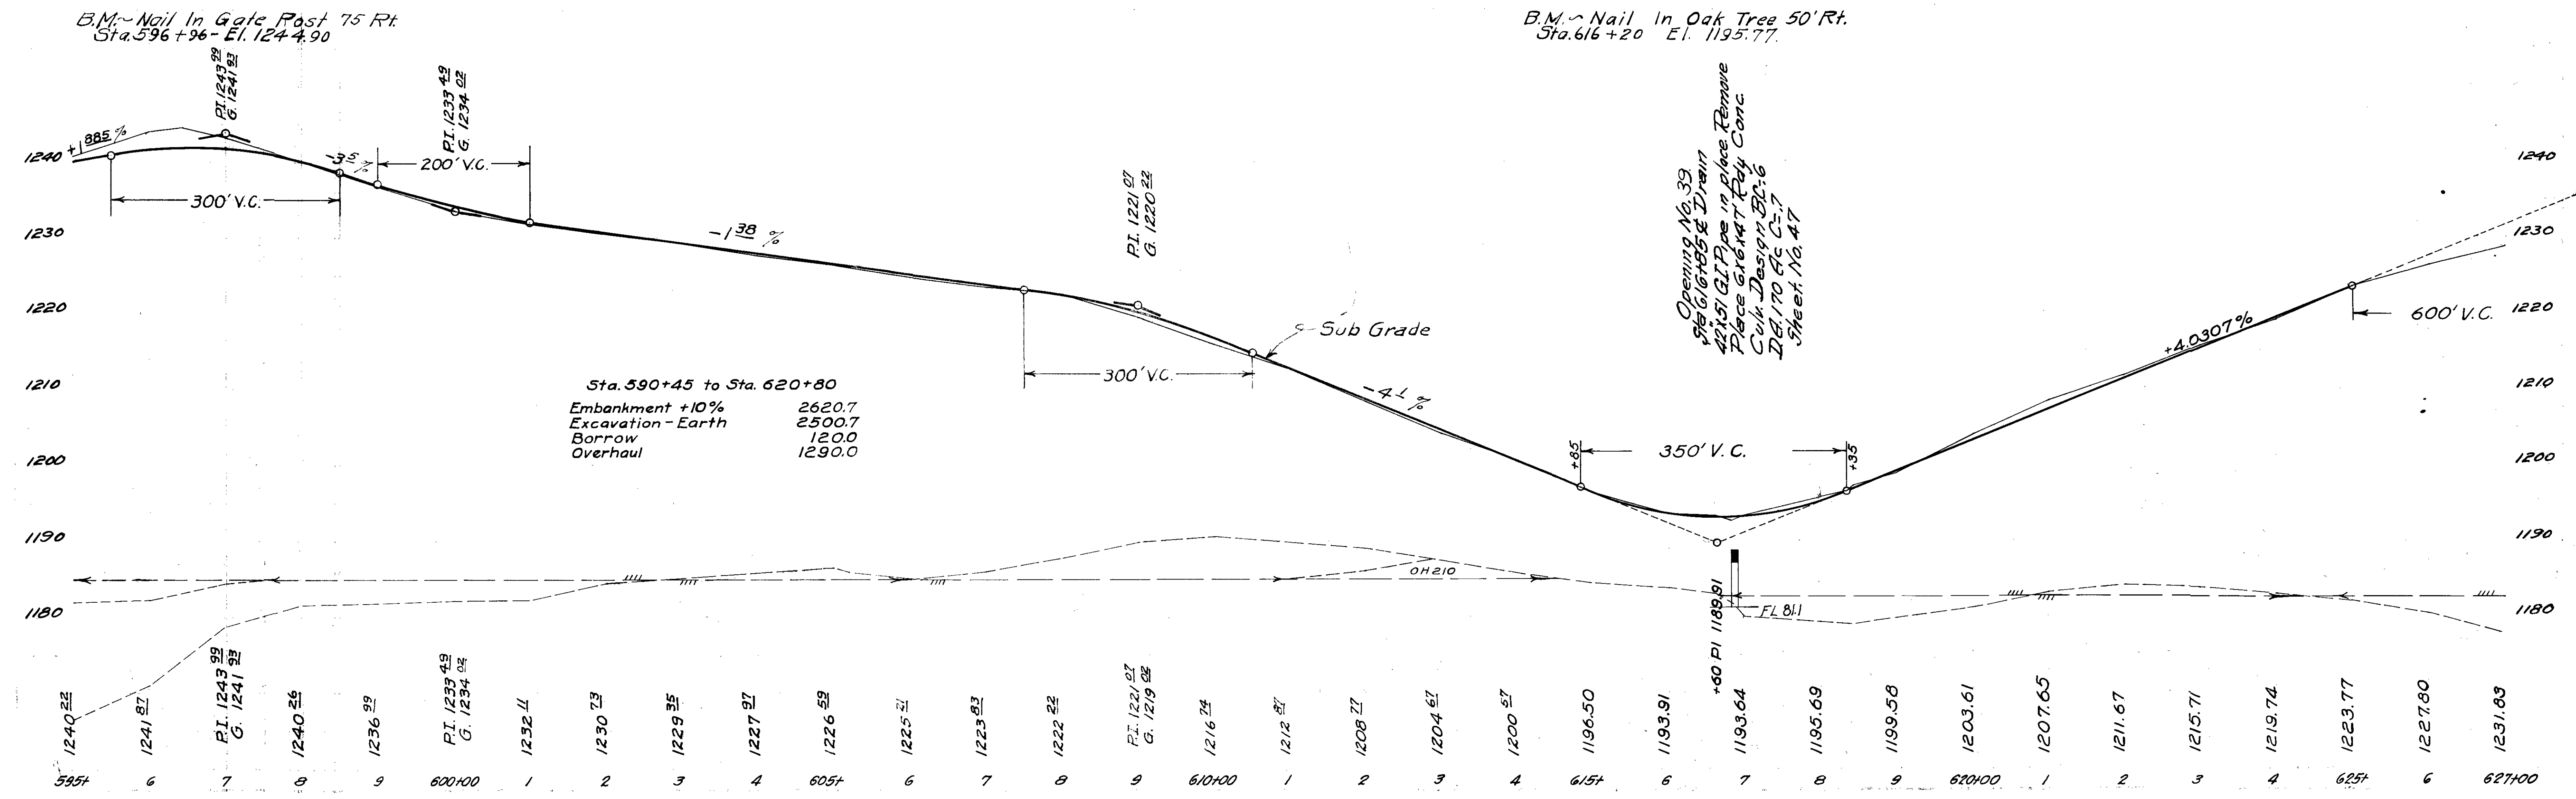 B.M.~ Nail In Gate Post 75' Rt.
Sta. 596+96 - El. 1244.90
B.M.~ Nail In Oak Tree 50' Rt.
Sta. 616+20 El. 1195.77
P.I. 1243 99
G. 1241 93
P.I. 1233 49
G. 1234 02
+1 885 %
1240
-3 5 %
200' V.C.
300' V.C.
1240
1230
-1 38 %
P.I. 1221 07
G. 1220 22
Opening No. 39
Sta 616+85 ℄ Drain
42"x51' G.I. Pipe in place Remove
Place 6x6x47 Rdy Conc.
Culv. Design BC-6
D.A. 170 Ac C=.7
Sheet. No. 47
1230
1220
Sub Grade
+4.0307%
600' V.C.
1220
1210
300' V.C.
-4 1 %
1210
Sta. 590+45 to Sta. 620+80
Embankment +10% 2620.7
Excavation - Earth 2500.7
Borrow 120.0
Overhaul 1290.0
1200
+85
350' V.C.
+35
1200
1190
1190
OH 210
1180
FL 81.1
1180
+60 PI 1189.91
1240 22
1241 87
P.I. 1243 99
G. 1241 93
1240 26
1236 99
P.I. 1233 49
G. 1234 02
1232 11
1230 73
1229 35
1227 97
1226 59
1225 21
1223 83
1222 22
P.I. 1221 07
G. 1219 02
1216 74
1212 87
1208 77
1204 67
1200 57
1196.50
1193.91
1193.64
1195.69
1199.58
1203.61
1207.65
1211.67
1215.71
1219.74
1223.77
1227.80
1231.83
595+ 6 7 8 9 600+00 1 2 3 4 605+ 6 7 8 9 610+00 1 2 3 4 615+ 6 7 8 9 620+00 1 2 3 4 625+ 6 627+00